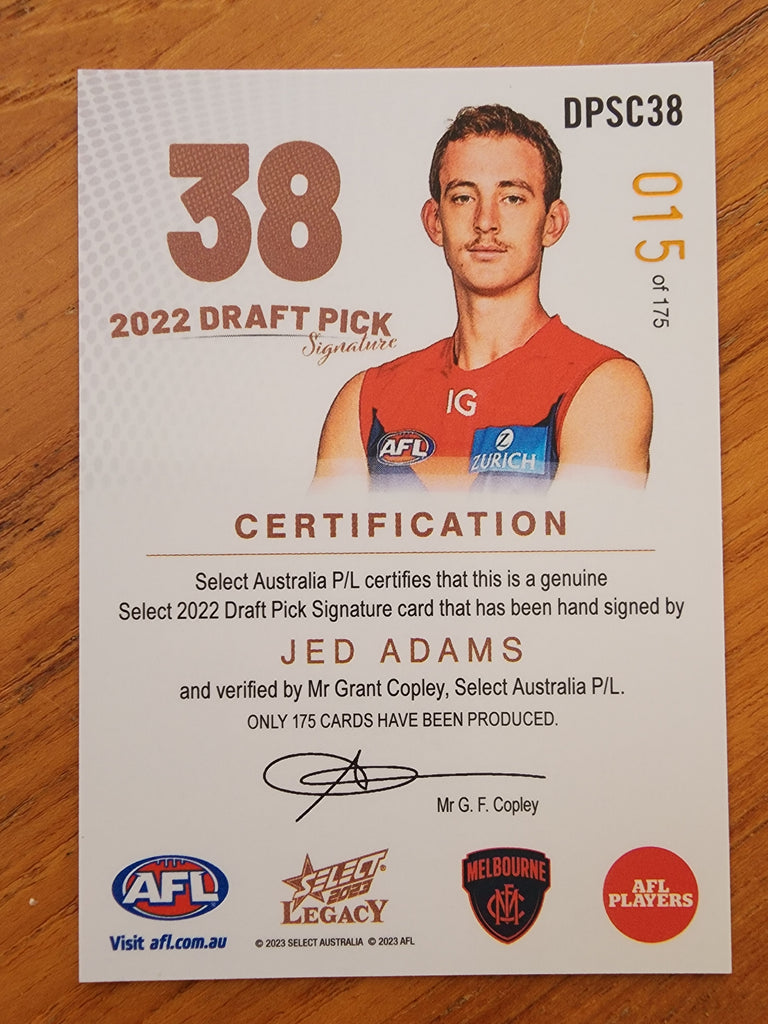 DPSC38
38
015 of 175
2022 DRAFT PICK
Signature
IG
AFL
Z
ZURICH
CERTIFICATION
Select Australia P/L certifies that this is a genuine
Select 2022 Draft Pick Signature card that has been hand signed by
JED ADAMS
and verified by Mr Grant Copley, Select Australia P/L.
ONLY 175 CARDS HAVE BEEN PRODUCED.
Mr G. F. Copley
AFL
Visit afl.com.au
SELECT®
2023
LEGACY
© 2023 SELECT AUSTRALIA © 2023 AFL
MELBOURNE
MFC
AFL
PLAYERS